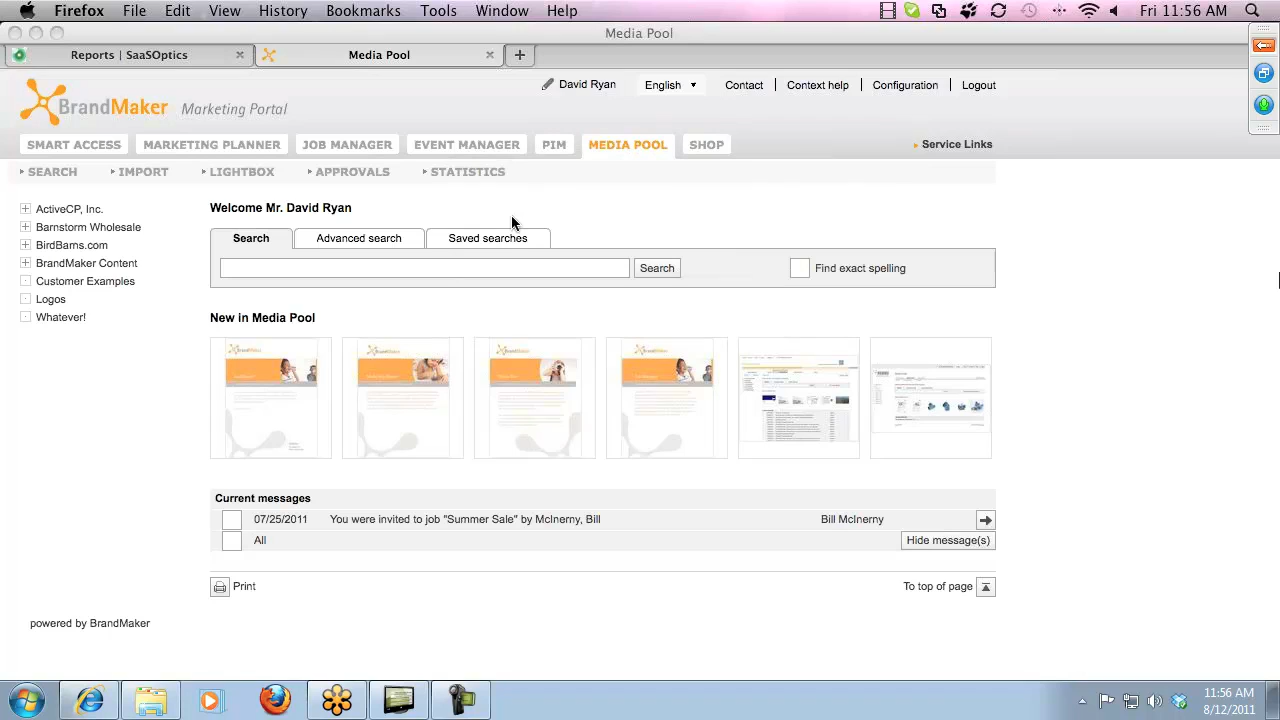 Firefox File Edit View History Bookmarks Tools Window Help Fri 11:56 AM
Media Pool
Reports | SaaSOptics Media Pool
David Ryan English Contact Context help Configuration Logout
BrandMaker Marketing Portal
SMART ACCESS MARKETING PLANNER JOB MANAGER EVENT MANAGER PIM MEDIA POOL SHOP Service Links
SEARCH IMPORT LIGHTBOX APPROVALS STATISTICS
ActiveCP, Inc.
Barnstorm Wholesale
BirdBarns.com
BrandMaker Content
Customer Examples
Logos
Whatever!
Welcome Mr. David Ryan
Search Advanced search Saved searches
Search Find exact spelling
New in Media Pool
BrandMaker BrandMaker BrandMaker BrandMaker
Current messages
07/25/2011 You were invited to job "Summer Sale" by McInerny, Bill Bill McInerny
All Hide message(s)
Print To top of page
powered by BrandMaker
11:56 AM
8/12/2011